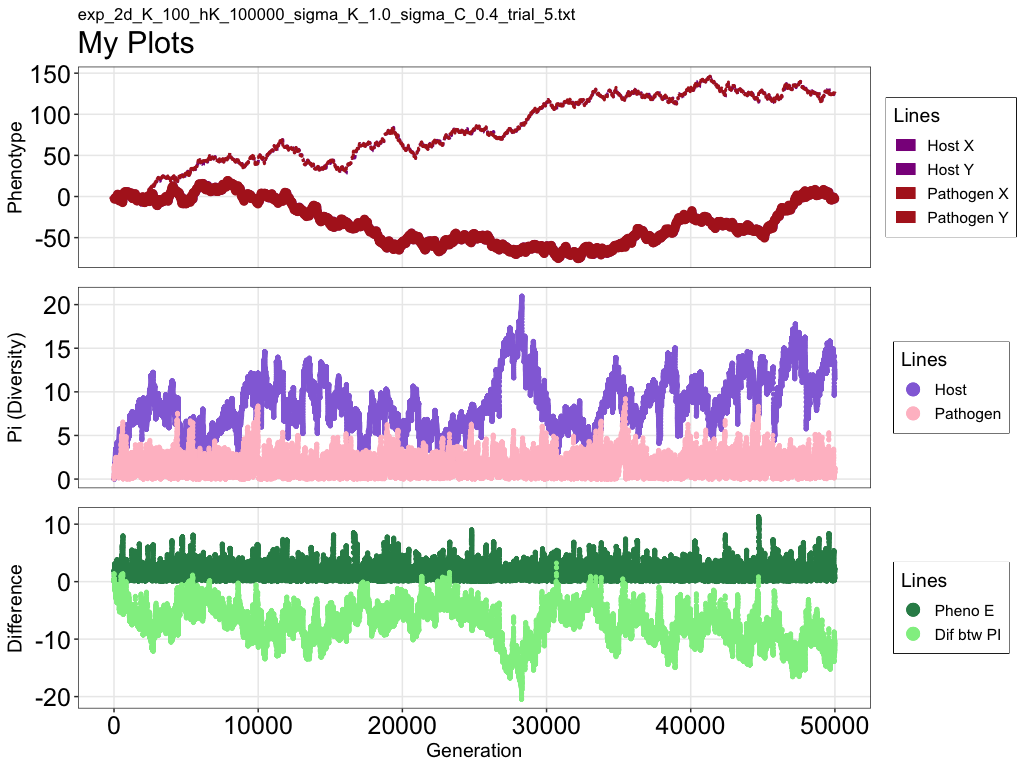 exp_2d_K_100_hK_100000_sigma_K_1.0_sigma_C_0.4_trial_5.txt
My Plots
Phenotype
150
100
50
0
-50
Lines
Host X
Host Y
Pathogen X
Pathogen Y
Pi (Diversity)
20
15
10
5
0
Lines
Host
Pathogen
Difference
10
0
-10
-20
Lines
Pheno E
Dif btw PI
0 10000 20000 30000 40000 50000
Generation